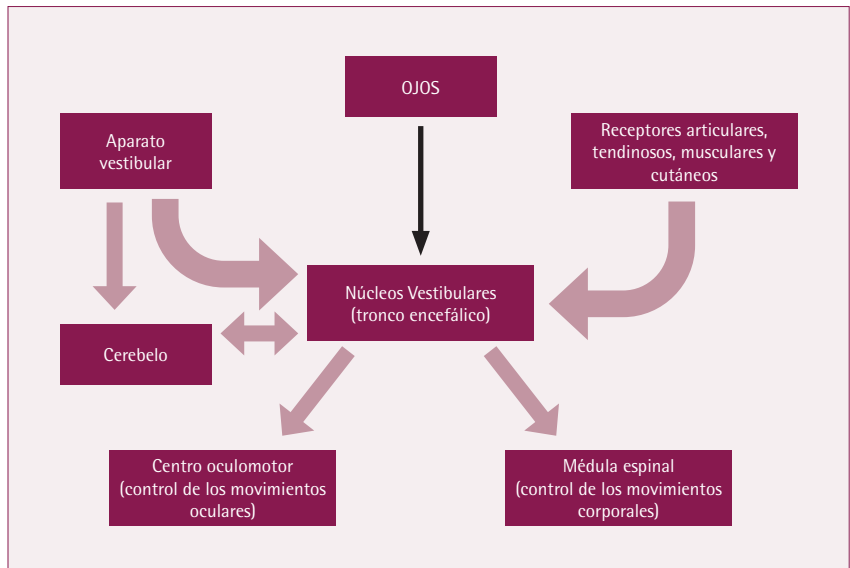 OJOS
Aparato
vestibular
Receptores articulares,
tendinosos, musculares y
cutáneos
Núcleos Vestibulares
(tronco encefálico)
Cerebelo
Centro oculomotor
(control de los movimientos
oculares)
Médula espinal
(control de los movimientos
corporales)